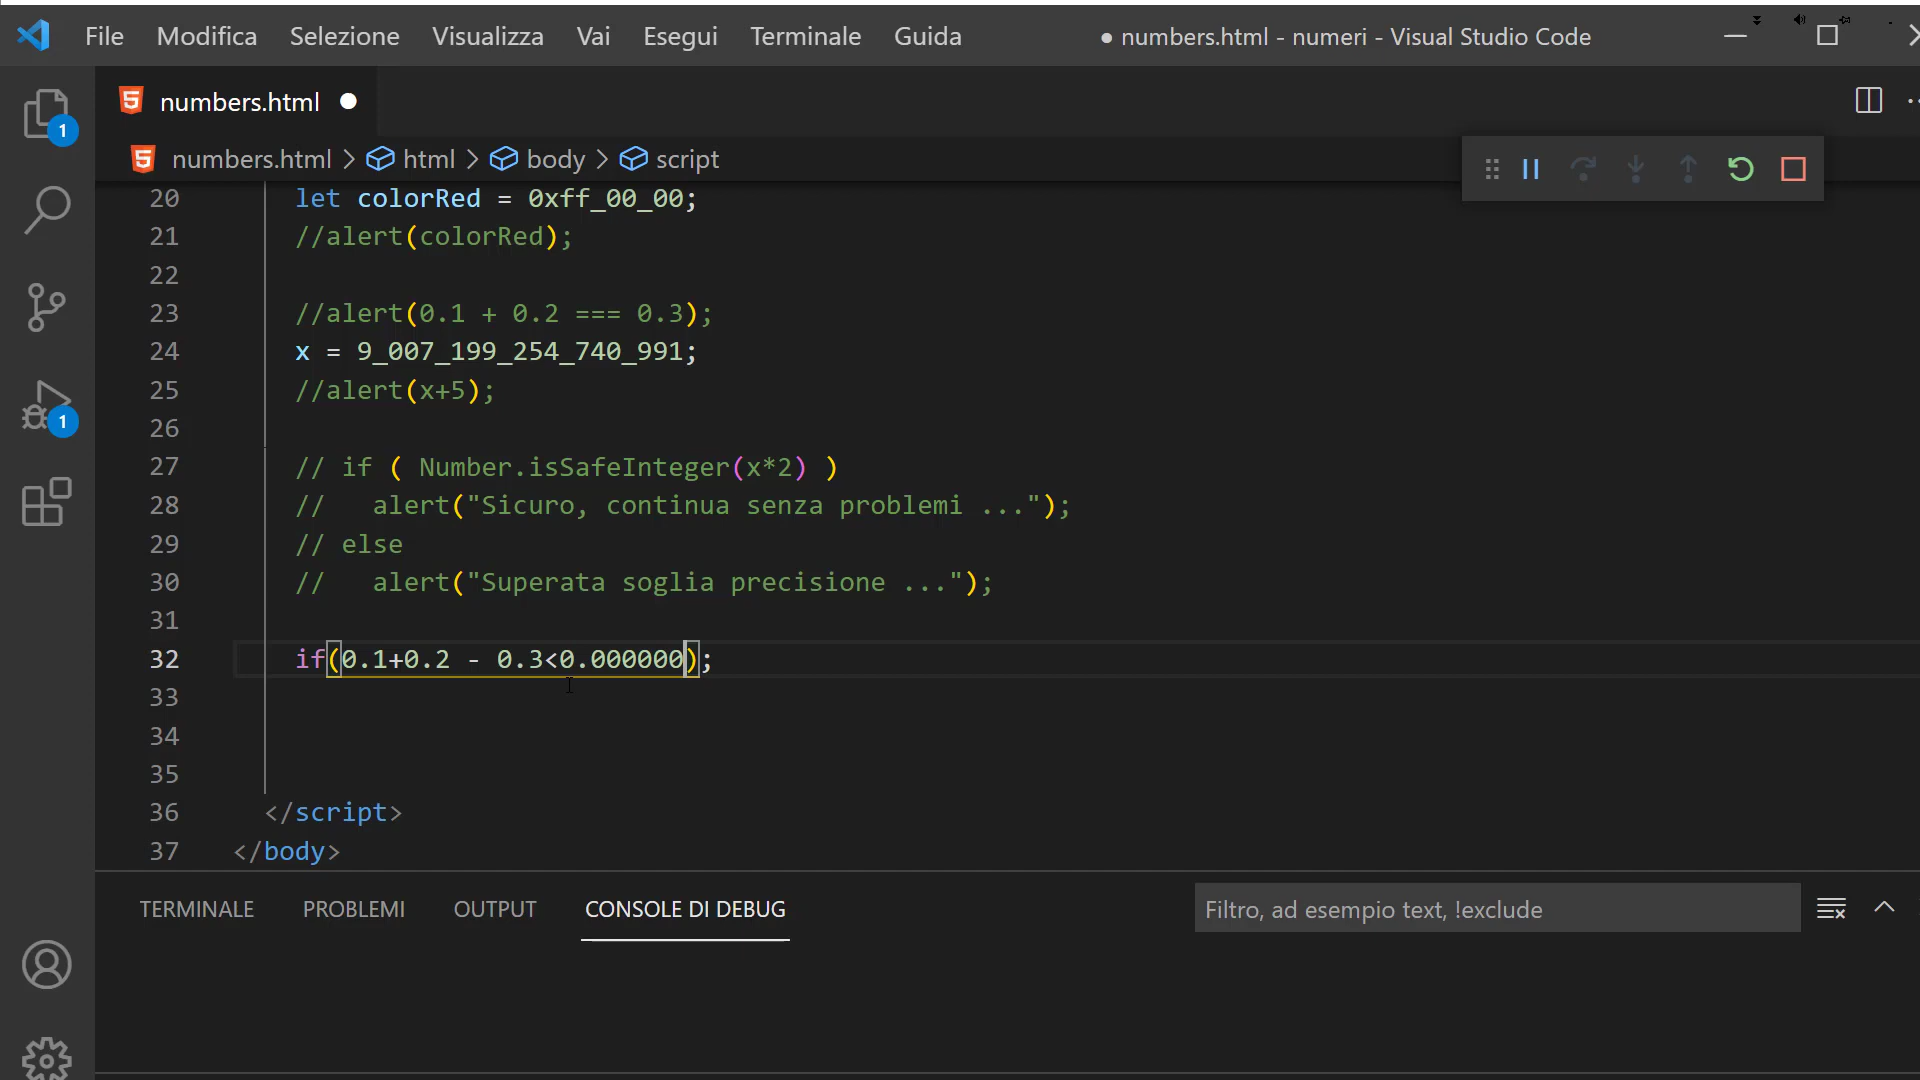 File Modifica Selezione Visualizza Vai Esegui Terminale Guida ● numbers.html - numeri - Visual Studio Code
numbers.html ●
numbers.html > html > body > script
20 let colorRed = 0xff_00_00;
21 //alert(colorRed);
22
23 //alert(0.1 + 0.2 === 0.3);
24 x = 9_007_199_254_740_991;
25 //alert(x+5);
26
27 // if ( Number.isSafeInteger(x*2) )
28 //   alert("Sicuro, continua senza problemi ...");
29 // else
30 //   alert("Superata soglia precisione ...");
31
32 if(0.1+0.2 - 0.3<0.000000);
33
34
35
36 </script>
37 </body>
1
1
TERMINALE PROBLEMI OUTPUT CONSOLE DI DEBUG Filtro, ad esempio text, !exclude